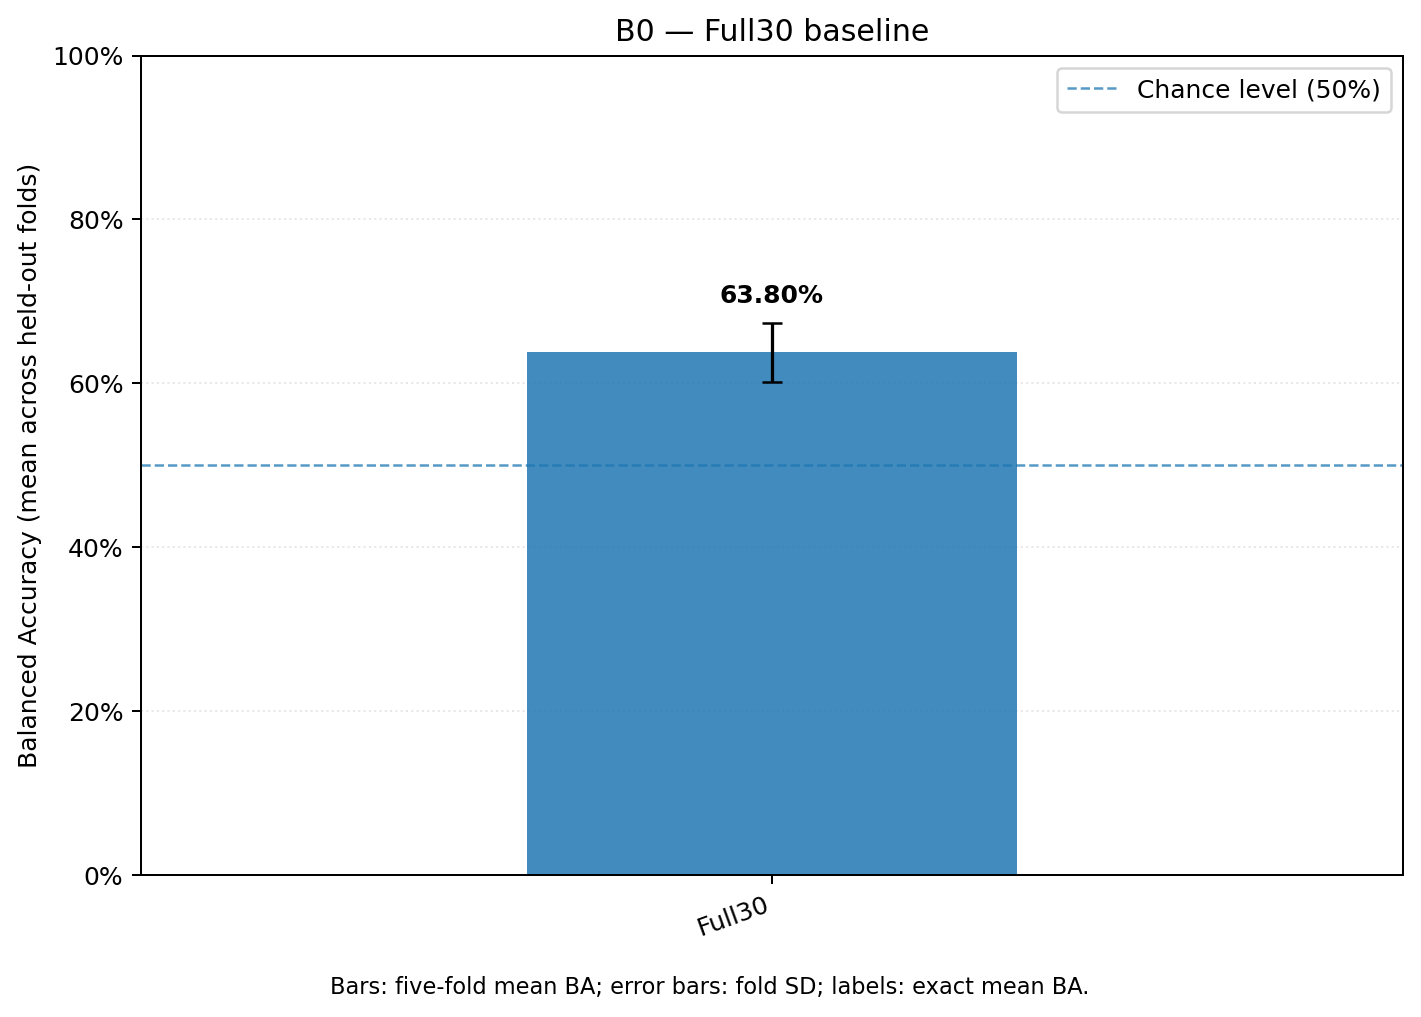 B0 — Full30 baseline
100%
Chance level (50%)
80%
63.80%
60%
40%
20%
0%
Balanced Accuracy (mean across held-out folds)
Full30
Bars: five-fold mean BA; error bars: fold SD; labels: exact mean BA.